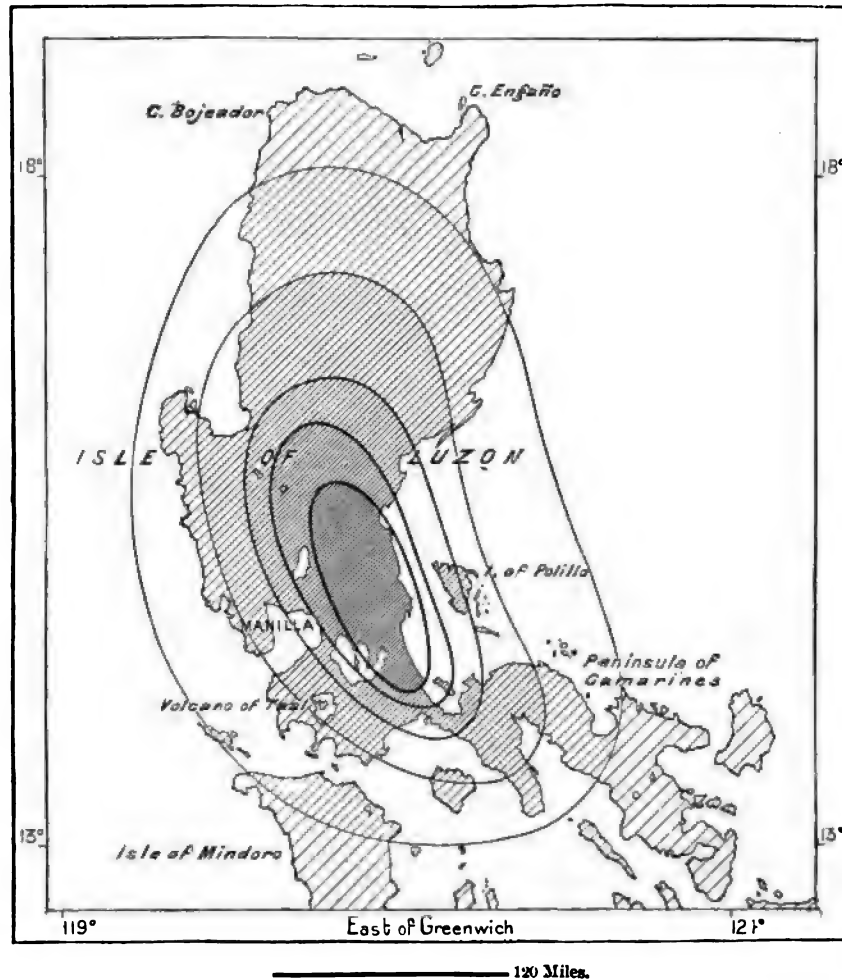 C. Engaño
C. Bojeador
18° 18°
ISLE OF LUZON
I. of Polilla
MANILLA
Peninsula of
Camarines
Volcano of Taal
13° 13°
Isle of Mindoro
119° East of Greenwich 121°
120 Miles.